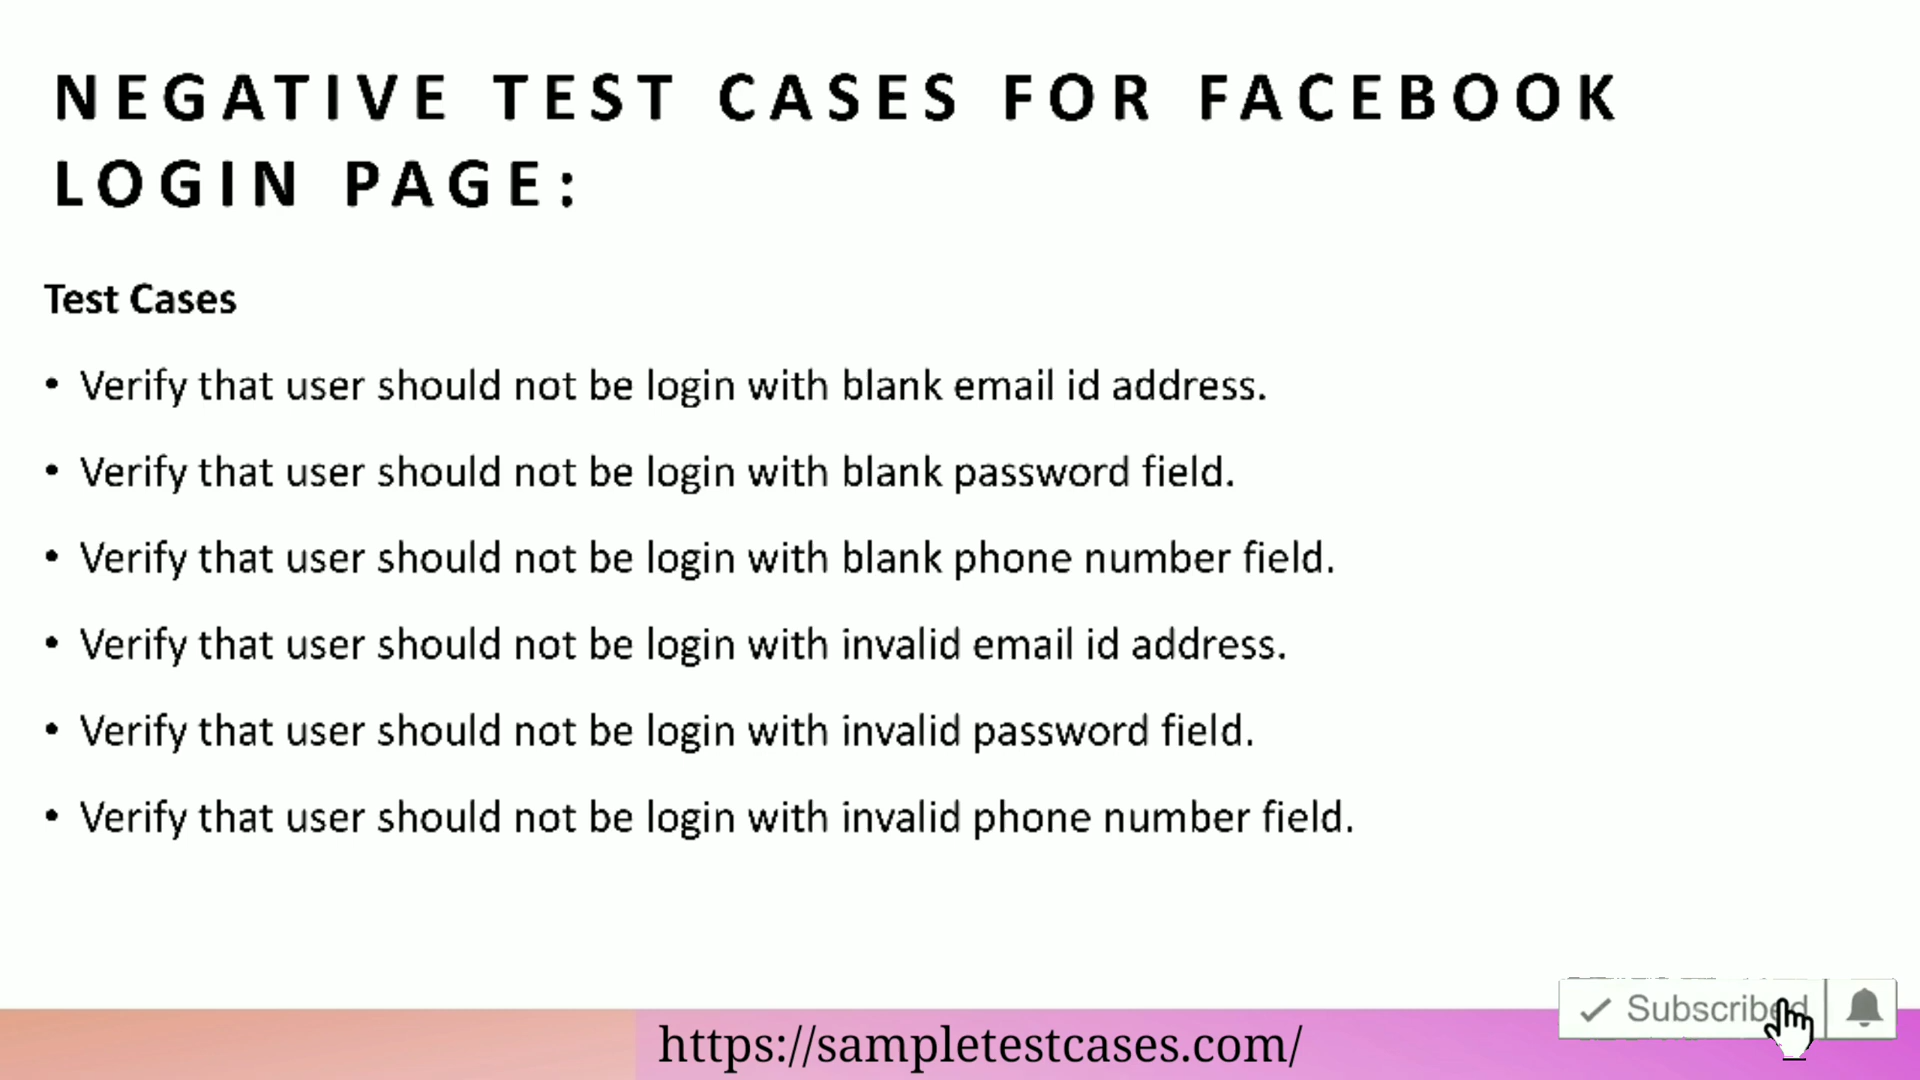 NEGATIVE TEST CASES FOR FACEBOOK
LOGIN PAGE:
Test Cases
• Verify that user should not be login with blank email id address.
• Verify that user should not be login with blank password field.
• Verify that user should not be login with blank phone number field.
• Verify that user should not be login with invalid email id address.
• Verify that user should not be login with invalid password field.
• Verify that user should not be login with invalid phone number field.
Subscribed
https://sampletestcases.com/